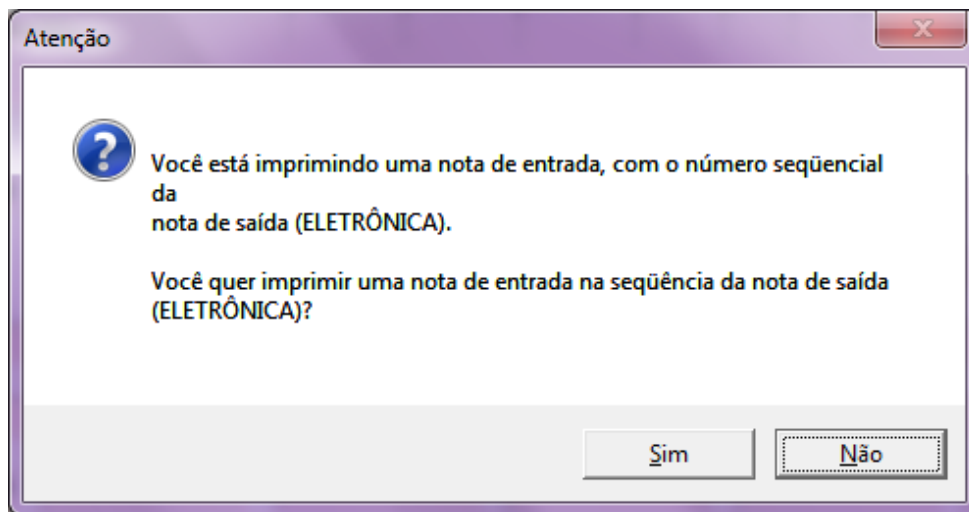 Atenção
Você está imprimindo uma nota de entrada, com o número seqüencial
da
nota de saída (ELETRÔNICA).
Você quer imprimir uma nota de entrada na seqüência da nota de saída
(ELETRÔNICA)?
Sim
Não